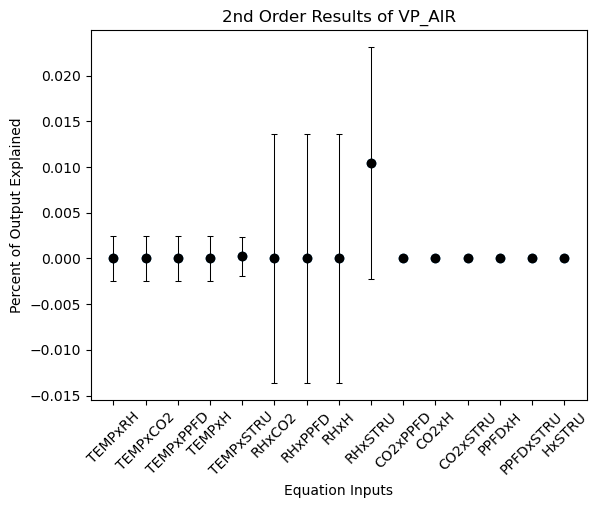 2nd Order Results of VP_AIR
Percent of Output Explained
0.020
0.015
0.010
0.005
0.000
−0.005
−0.010
−0.015
TEMPxRH
TEMPxCO2
TEMPxPPFD
TEMPxH
TEMPxSTRU
RHxCO2
RHxPPFD
RHxH
RHxSTRU
CO2xPPFD
CO2xH
CO2xSTRU
PPFDxH
PPFDxSTRU
HxSTRU
Equation Inputs